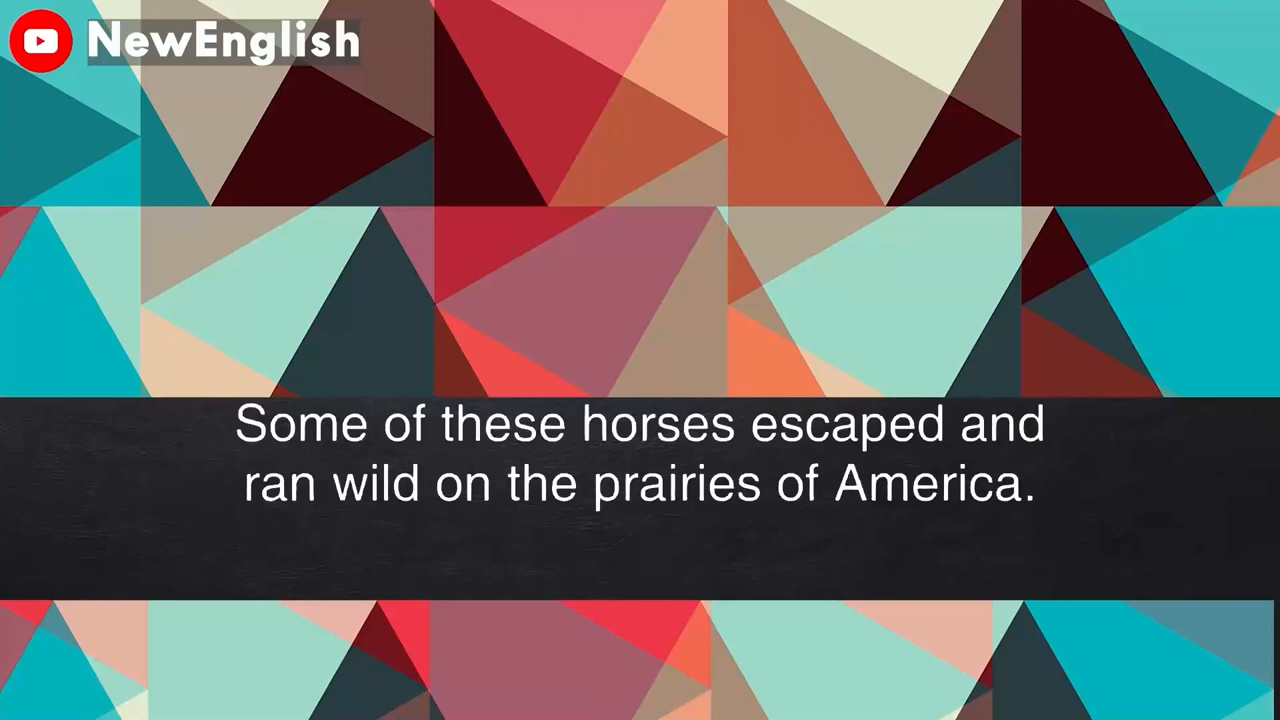 NewEnglish
Some of these horses escaped and
ran wild on the prairies of America.